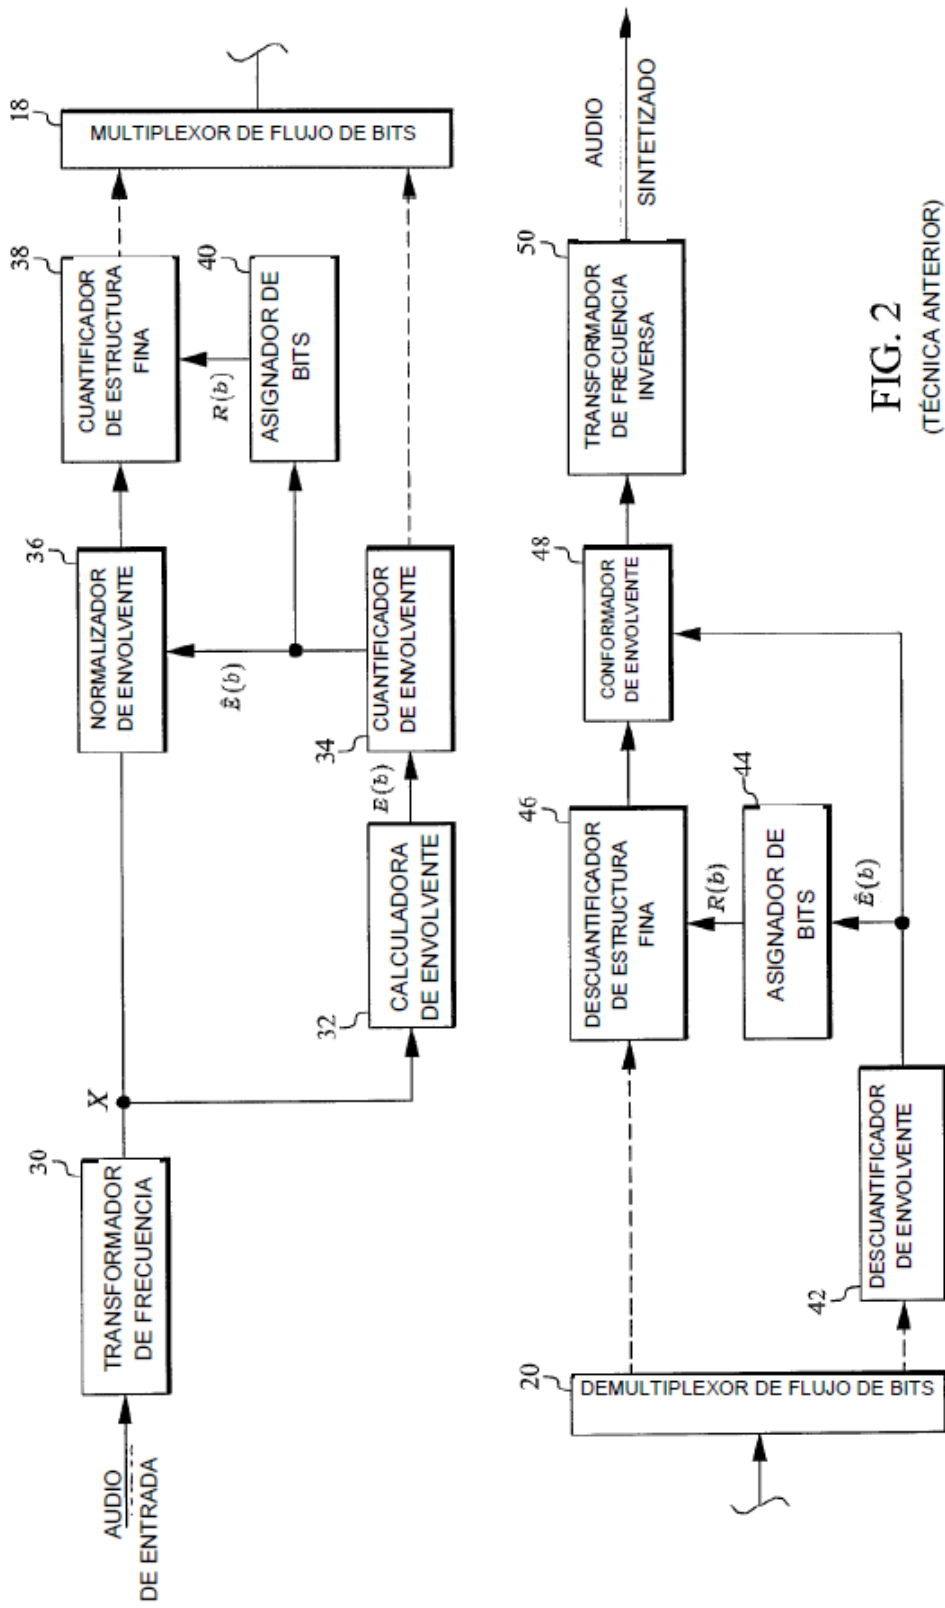 AUDIO
DE ENTRADA
30
TRANSFORMADOR
DE FRECUENCIA
X
32
CALCULADORA
DE ENVOLVENTE
E(b)
34
CUANTIFICADOR
DE ENVOLVENTE
Ê(b)
36
NORMALIZADOR
DE ENVOLVENTE
38
CUANTIFICADOR
DE ESTRUCTURA
FINA
R(b)
40
ASIGNADOR DE
BITS
18
MULTIPLEXOR DE FLUJO DE BITS
20
DEMULTIPLEXOR DE FLUJO DE BITS
42
DESCUANTIFICADOR
DE ENVOLVENTE
Ê(b)
44
ASIGNADOR DE
BITS
R(b)
46
DESCUANTIFICADOR
DE ESTRUCTURA
FINA
48
CONFORMADOR
DE ENVOLVENTE
50
TRANSFORMADOR
DE FRECUENCIA
INVERSA
AUDIO
SINTETIZADO
FIG. 2
(TÉCNICA ANTERIOR)